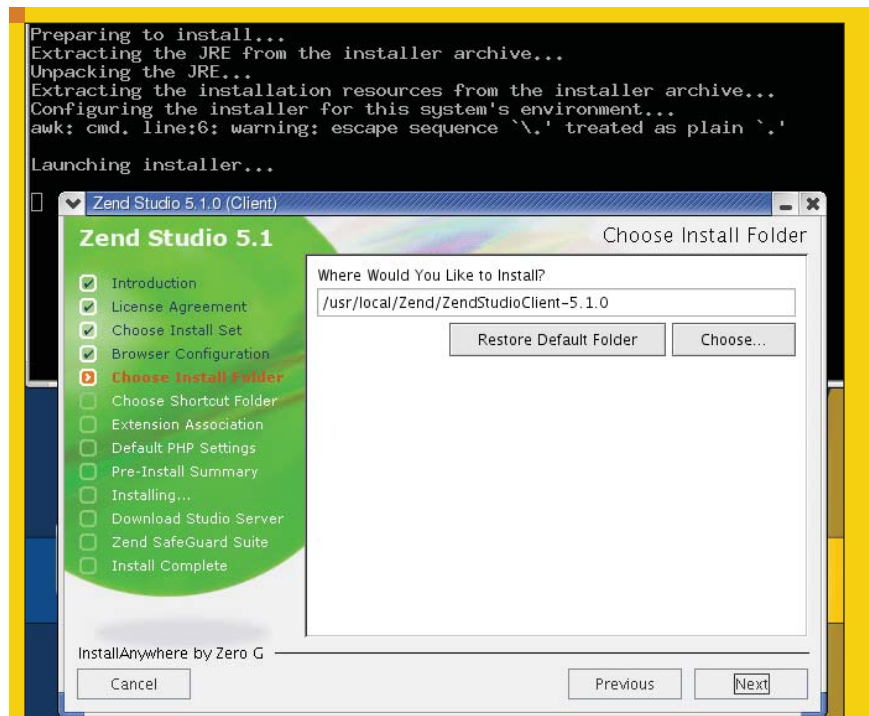 Preparing to install...
Extracting the JRE from the installer archive...
Unpacking the JRE...
Extracting the installation resources from the installer archive...
Configuring the installer for this system's environment...
awk: cmd. line:6: warning: escape sequence `\.' treated as plain `.'
Launching installer...
Zend Studio 5.1.0 (Client)
Zend Studio 5.1
Choose Install Folder
Introduction
License Agreement
Choose Install Set
Browser Configuration
Choose Install Folder
Choose Shortcut Folder
Extension Association
Default PHP Settings
Pre-Install Summary
Installing...
Download Studio Server
Zend SafeGuard Suite
Install Complete
Where Would You Like to Install?
/usr/local/Zend/ZendStudioClient-5.1.0
Restore Default Folder
Choose...
InstallAnywhere by Zero G
Cancel
Previous
Next